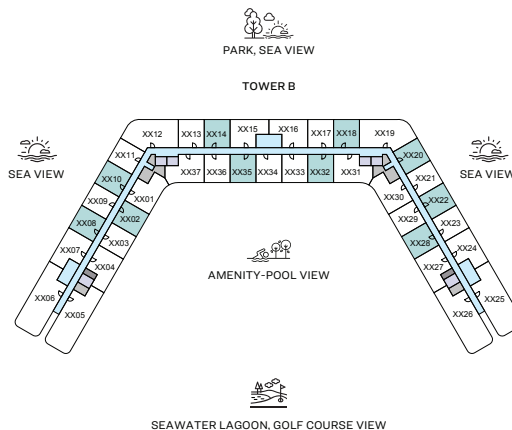 PARK, SEA VIEW
TOWER B
XX12
XX13
XX14
XX15
XX16
XX17
XX18
XX19
XX11
XX37
XX36
XX35
XX34
XX33
XX32
XX31
XX20
SEA VIEW
SEA VIEW
XX10
XX01
XX30
XX21
XX09
XX02
XX29
XX22
XX08
XX03
XX28
XX23
XX07
XX04
XX27
XX24
AMENITY-POOL VIEW
XX06
XX05
XX26
XX25
SEAWATER LAGOON, GOLF COURSE VIEW